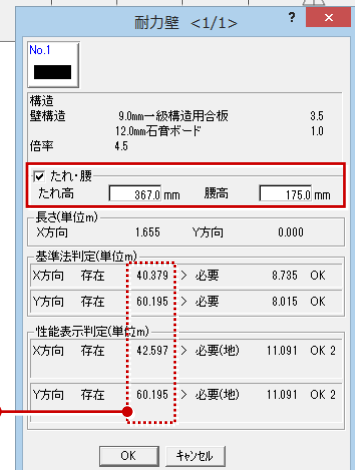 耐力壁 <1/1> ? ×
No.1
構造
壁構造 9.0mm一級構造用合板 3.5
12.0mm石膏ボード 1.0
倍率 4.5
たれ・腰
たれ高 367.0 mm 腰高 175.0 mm
長さ(単位m)
X方向 1.655 Y方向 0.000
基準法判定(単位m)
X方向 存在 40.379 > 必要 8.735 OK
Y方向 存在 60.195 > 必要 8.015 OK
性能表示判定(単位m)
X方向 存在 42.597 > 必要(地) 11.091 OK 2
Y方向 存在 60.195 > 必要(地) 11.091 OK 2
OK キャンセル